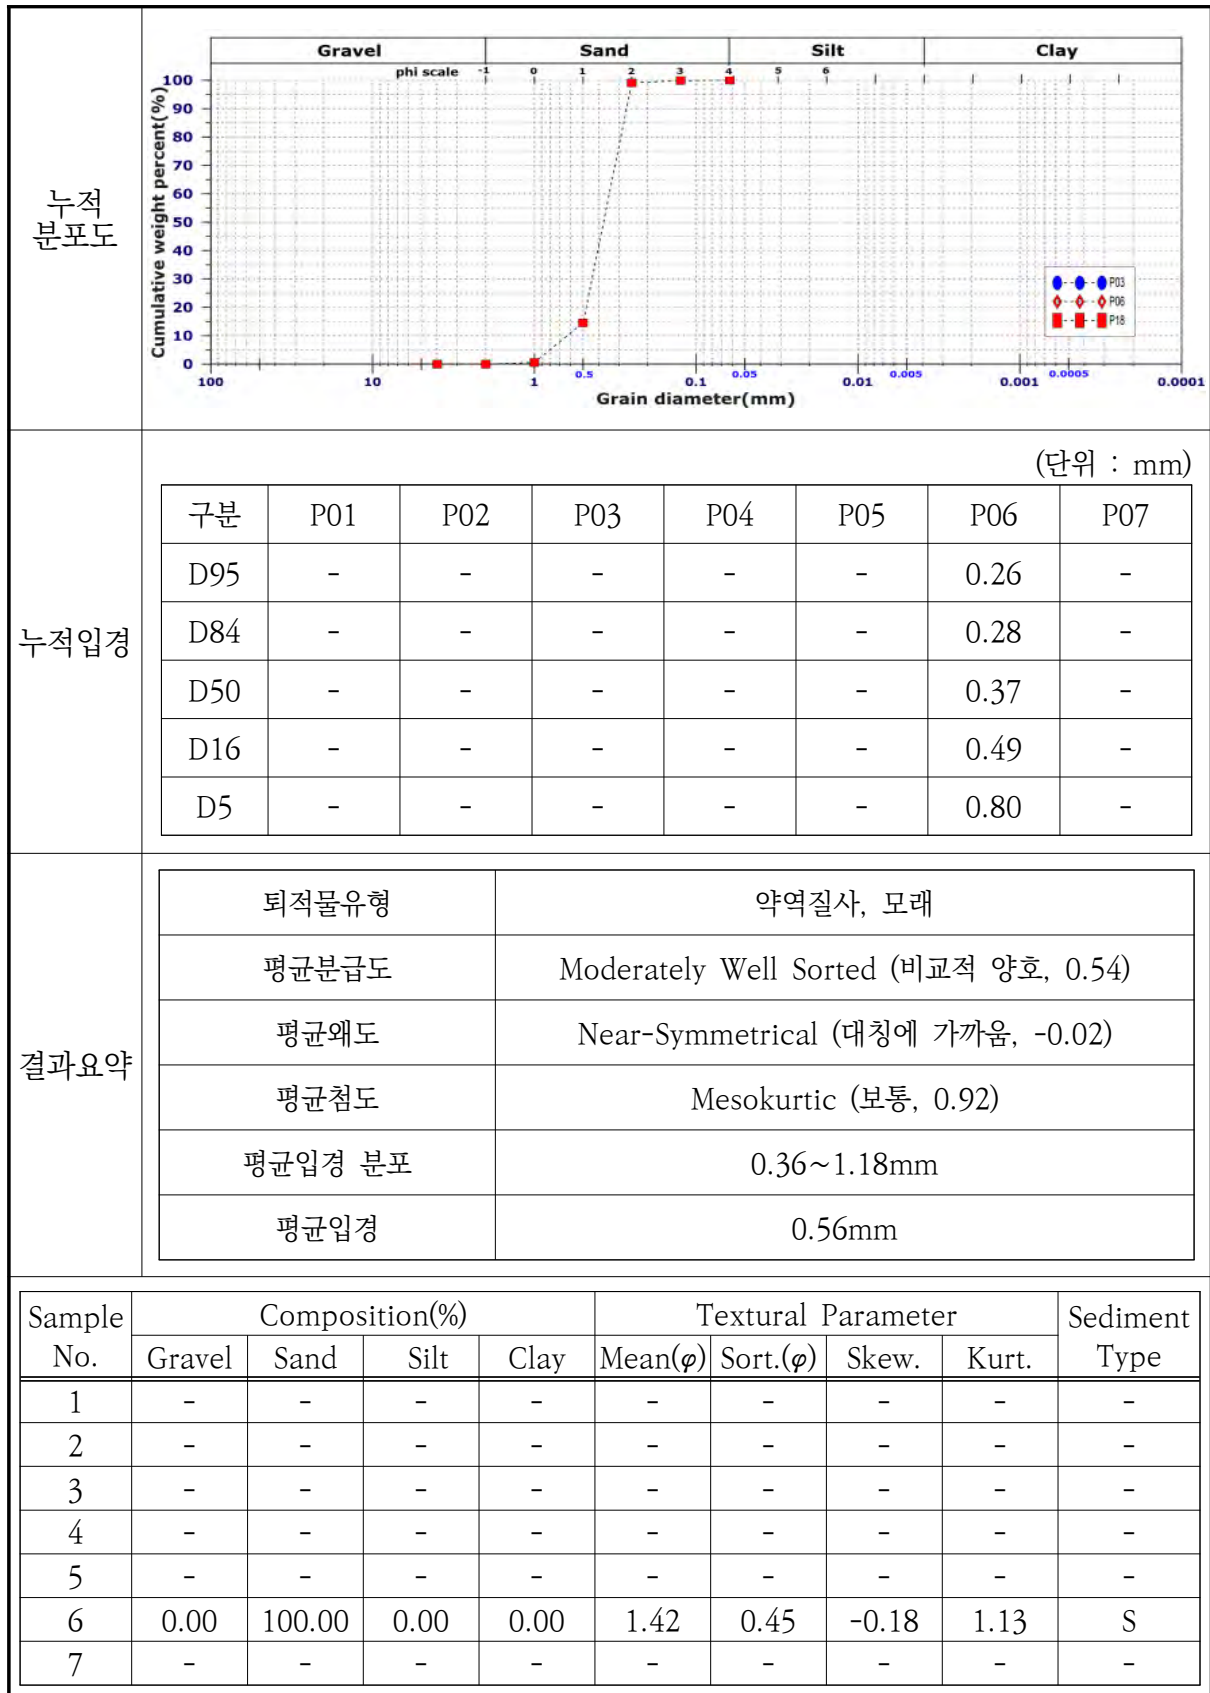 누적
분포도
Gravel Sand Silt Clay
phi scale -1 0 1 2 3 4 5 6
Cumulative weight percent(%)
100
90
80
70
60
50
40
30
20
10
0
P03
P06
P18
100 10 1 0.5 0.1 0.05 0.01 0.005 0.001 0.0005 0.0001
Grain diameter(mm)
누적입경
(단위 : mm)
구분 P01 P02 P03 P04 P05 P06 P07
D95 - - - - - 0.26 -
D84 - - - - - 0.28 -
D50 - - - - - 0.37 -
D16 - - - - - 0.49 -
D5 - - - - - 0.80 -
결과요약
퇴적물유형 약역질사, 모래
평균분급도 Moderately Well Sorted (비교적 양호, 0.54)
평균왜도 Near-Symmetrical (대칭에 가까움, -0.02)
평균첨도 Mesokurtic (보통, 0.92)
평균입경 분포 0.36~1.18mm
평균입경 0.56mm
Sample Composition(%) Textural Parameter Sediment
No. Gravel Sand Silt Clay Mean(φ) Sort.(φ) Skew. Kurt. Type
1 - - - - - - - - -
2 - - - - - - - - -
3 - - - - - - - - -
4 - - - - - - - - -
5 - - - - - - - - -
6 0.00 100.00 0.00 0.00 1.42 0.45 -0.18 1.13 S
7 - - - - - - - - -